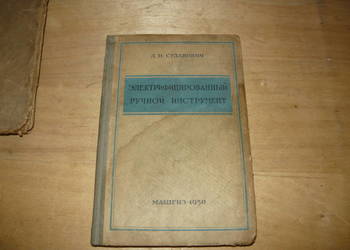 ЭЛЕКТРИФИЦИРОВАННЫЙ
РУЧНОЙ ИНСТРУМЕНТ
МАШГИЗ-1950